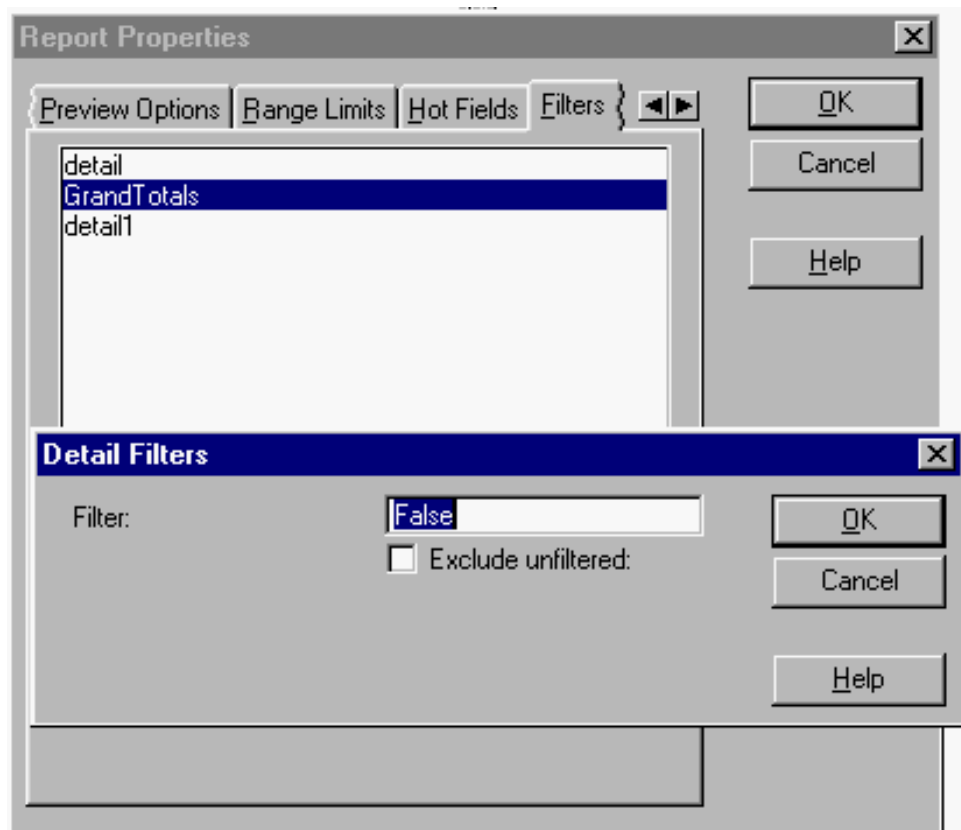 Report Properties
Preview Options Range Limits Hot Fields Filters
OK
Cancel
Help
detail
GrandTotals
detail1
Detail Filters
Filter: False
Exclude unfiltered:
OK
Cancel
Help